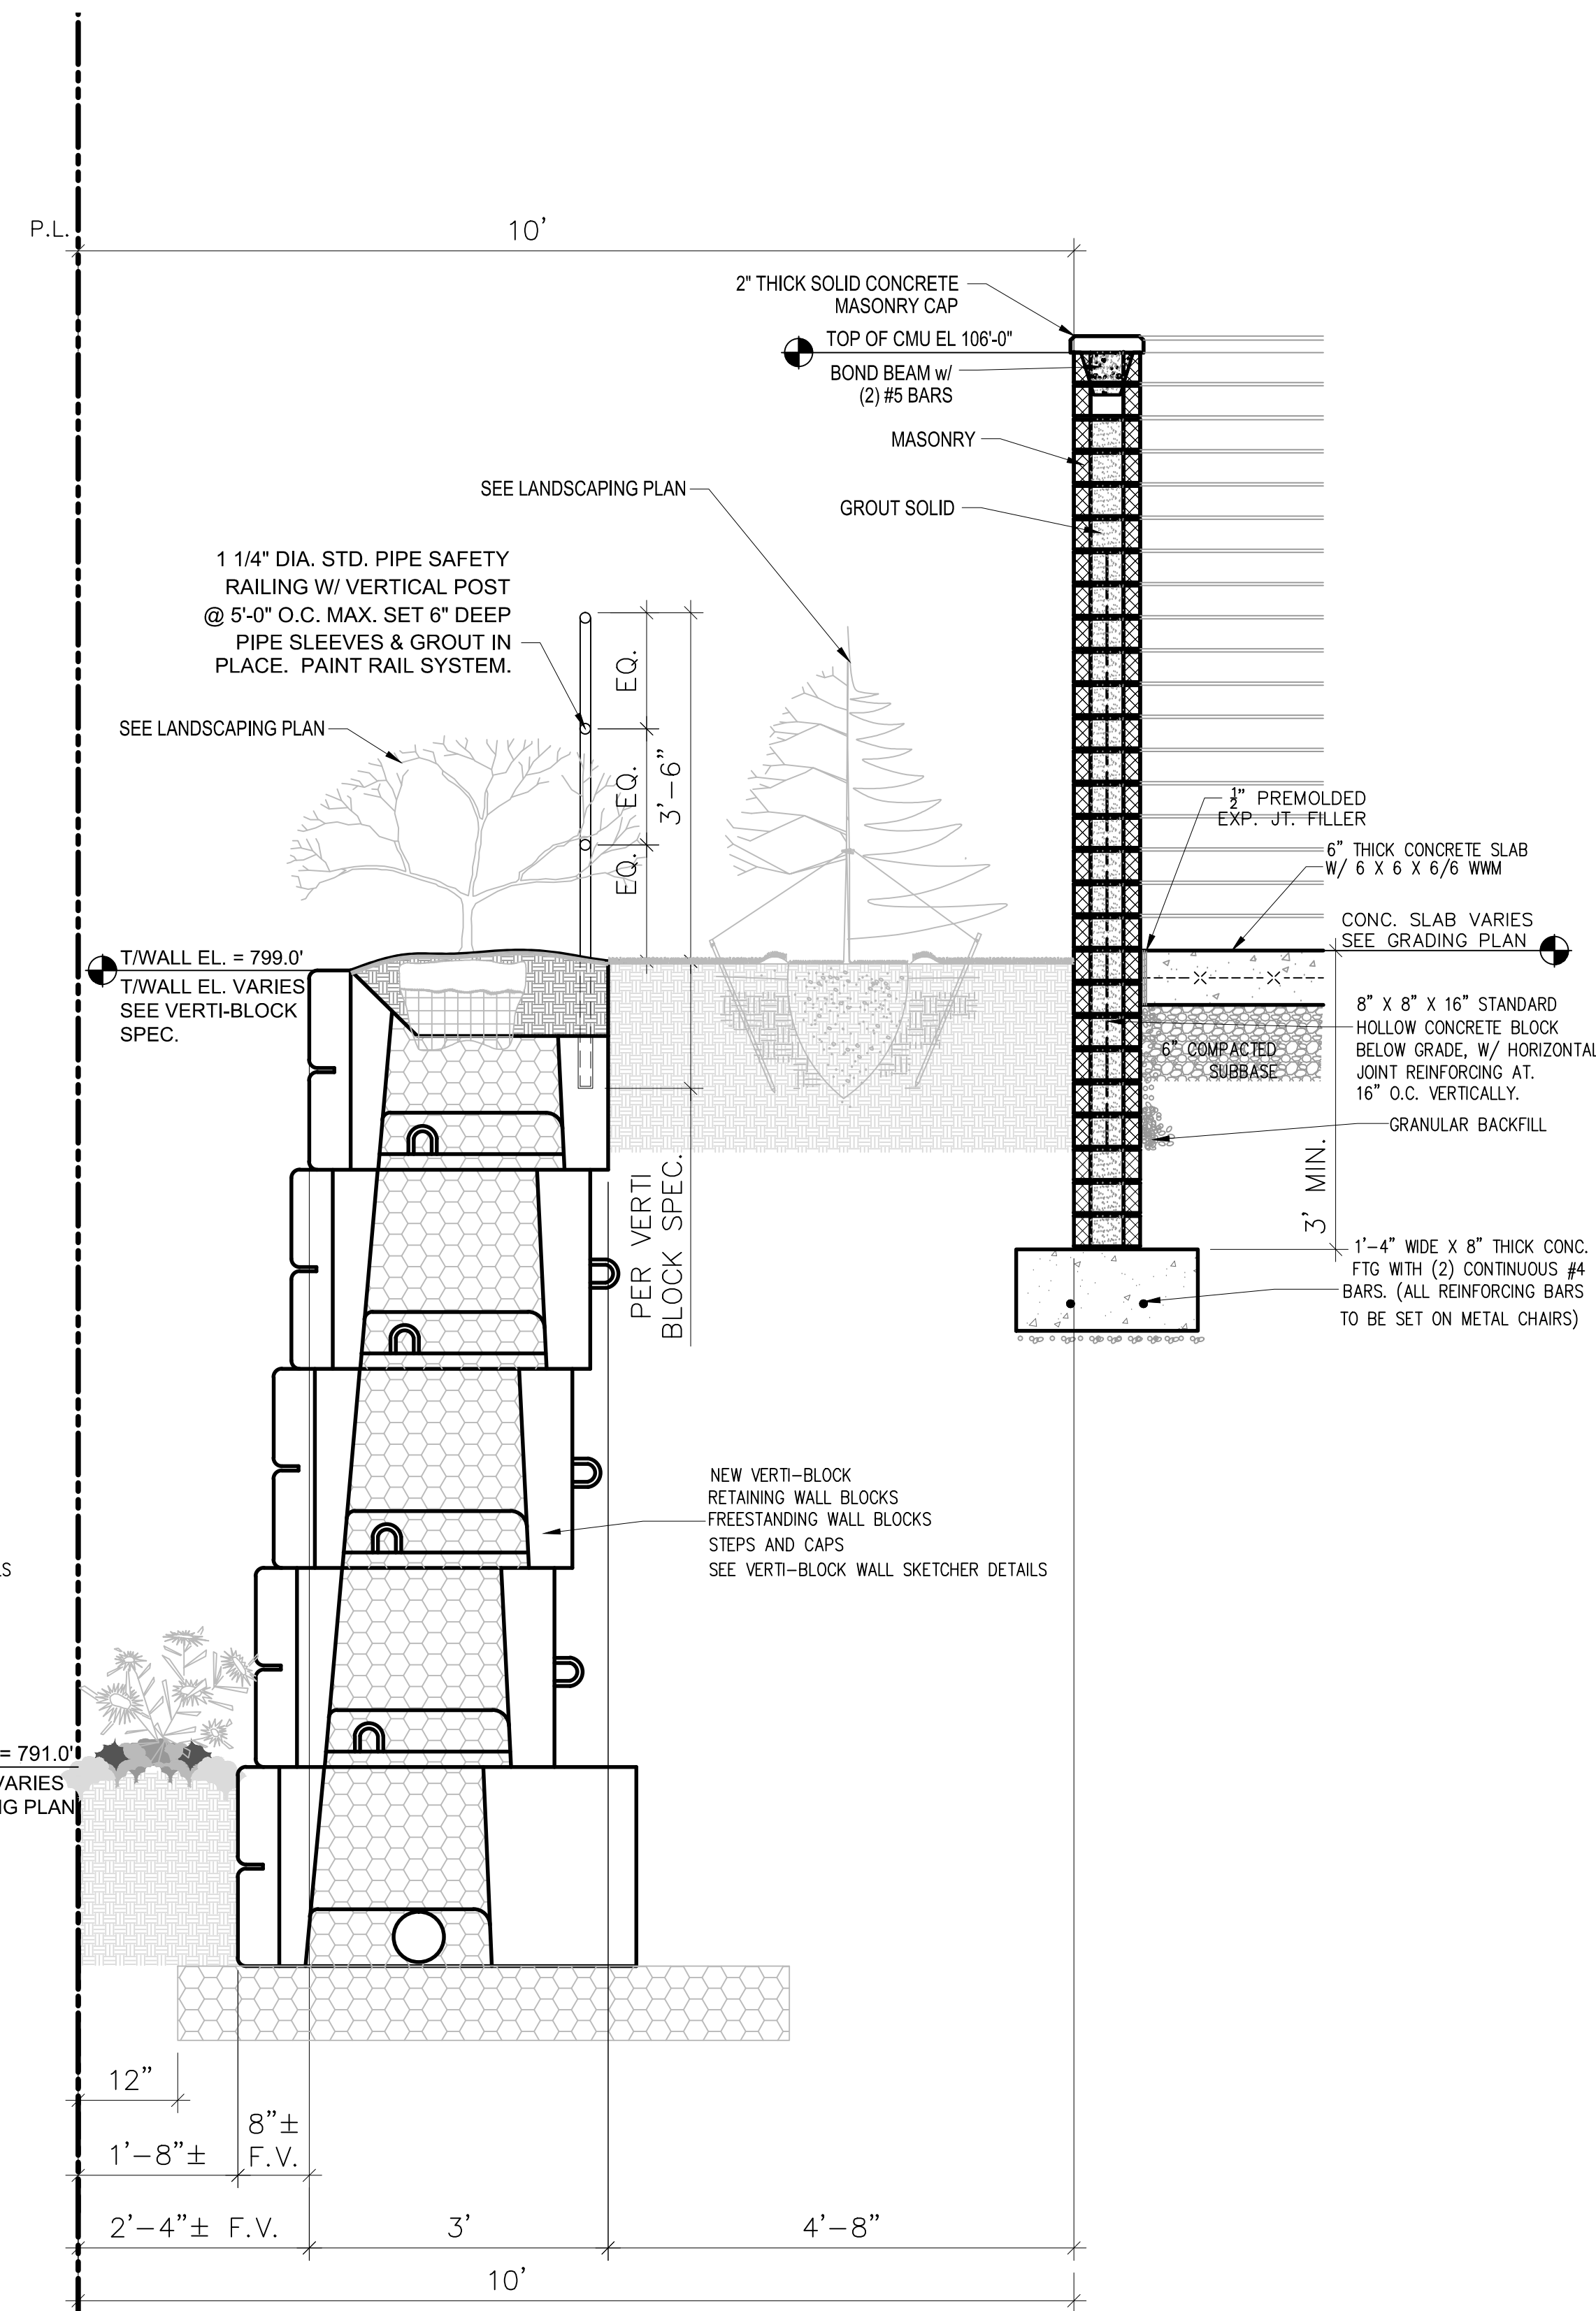 P.L.
10'
2" THICK SOLID CONCRETE
MASONRY CAP
TOP OF CMU EL 106'-0"
BOND BEAM w/
(2) #5 BARS
MASONRY
SEE LANDSCAPING PLAN
GROUT SOLID
1 1/4" DIA. STD. PIPE SAFETY
RAILING W/ VERTICAL POST
@ 5'-0" O.C. MAX. SET 6" DEEP
PIPE SLEEVES & GROUT IN
PLACE. PAINT RAIL SYSTEM.
EQ.
EQ.
EQ.
3'-6"
SEE LANDSCAPING PLAN
½" PREMOLDED
EXP. JT. FILLER
6" THICK CONCRETE SLAB
W/ 6 X 6 X 6/6 WWM
CONC. SLAB VARIES
SEE GRADING PLAN
T/WALL EL. = 799.0'
T/WALL EL. VARIES
SEE VERTI-BLOCK
SPEC.
8" X 8" X 16" STANDARD
HOLLOW CONCRETE BLOCK
BELOW GRADE, W/ HORIZONTAL
JOINT REINFORCING AT.
16" O.C. VERTICALLY.
6" COMPACTED
SUBBASE
GRANULAR BACKFILL
3' MIN.
PER VERTI
BLOCK SPEC.
1'-4" WIDE X 8" THICK CONC.
FTG WITH (2) CONTINUOUS #4
BARS. (ALL REINFORCING BARS
TO BE SET ON METAL CHAIRS)
NEW VERTI-BLOCK
RETAINING WALL BLOCKS
FREESTANDING WALL BLOCKS
STEPS AND CAPS
SEE VERTI-BLOCK WALL SKETCHER DETAILS
= 791.0'
VARIES
PLAN
12"
8"±
F.V.
1'-8"±
2'-4"± F.V.
3'
4'-8"
10'